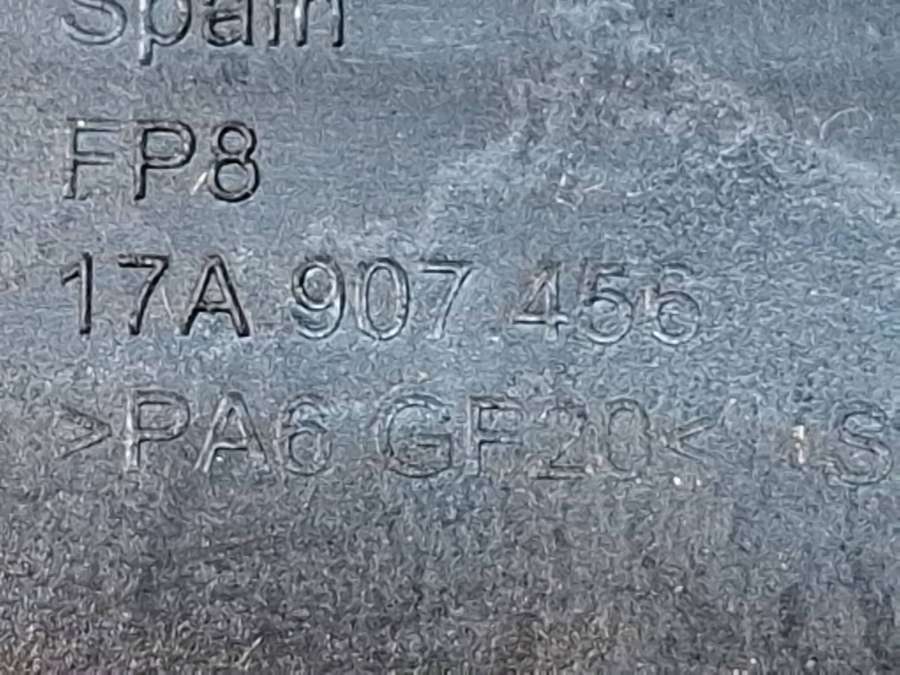 Spain
FP8
17A 907 456
>PA6 GF20<